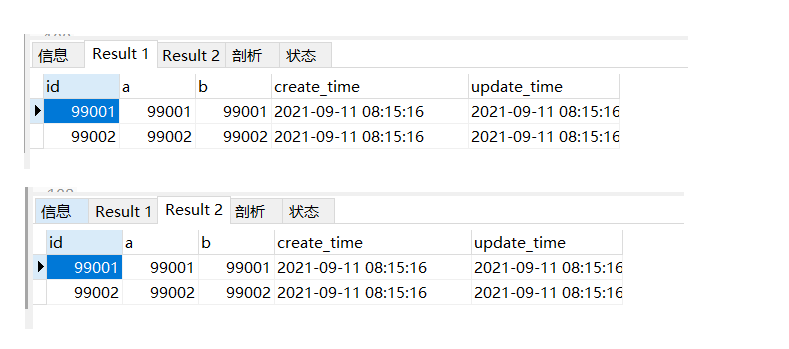 信息 Result 1 Result 2 剖析 状态
id a b create_time update_time
99001 99001 99001 2021-09-11 08:15:16 2021-09-11 08:15:16
99002 99002 99002 2021-09-11 08:15:16 2021-09-11 08:15:16
信息 Result 1 Result 2 剖析 状态
id a b create_time update_time
99001 99001 99001 2021-09-11 08:15:16 2021-09-11 08:15:16
99002 99002 99002 2021-09-11 08:15:16 2021-09-11 08:15:16